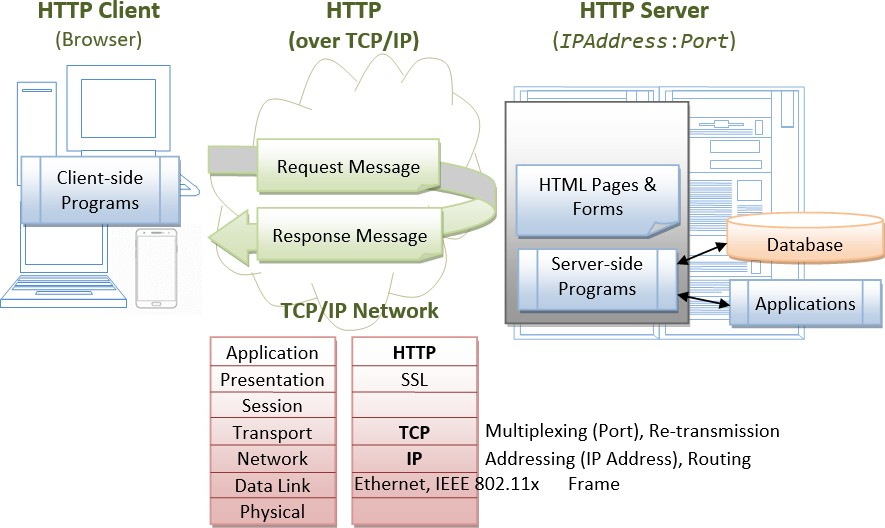 HTTP Client
(Browser)
HTTP
(over TCP/IP)
HTTP Server
(IPAddress:Port)
Client-side
Programs
Request Message
Response Message
HTML Pages &
Forms
Server-side
Programs
Database
Applications
TCP/IP Network
Application HTTP
Presentation SSL
Session
Transport TCP Multiplexing (Port), Re-transmission
Network IP Addressing (IP Address), Routing
Data Link Ethernet, IEEE 802.11x Frame
Physical